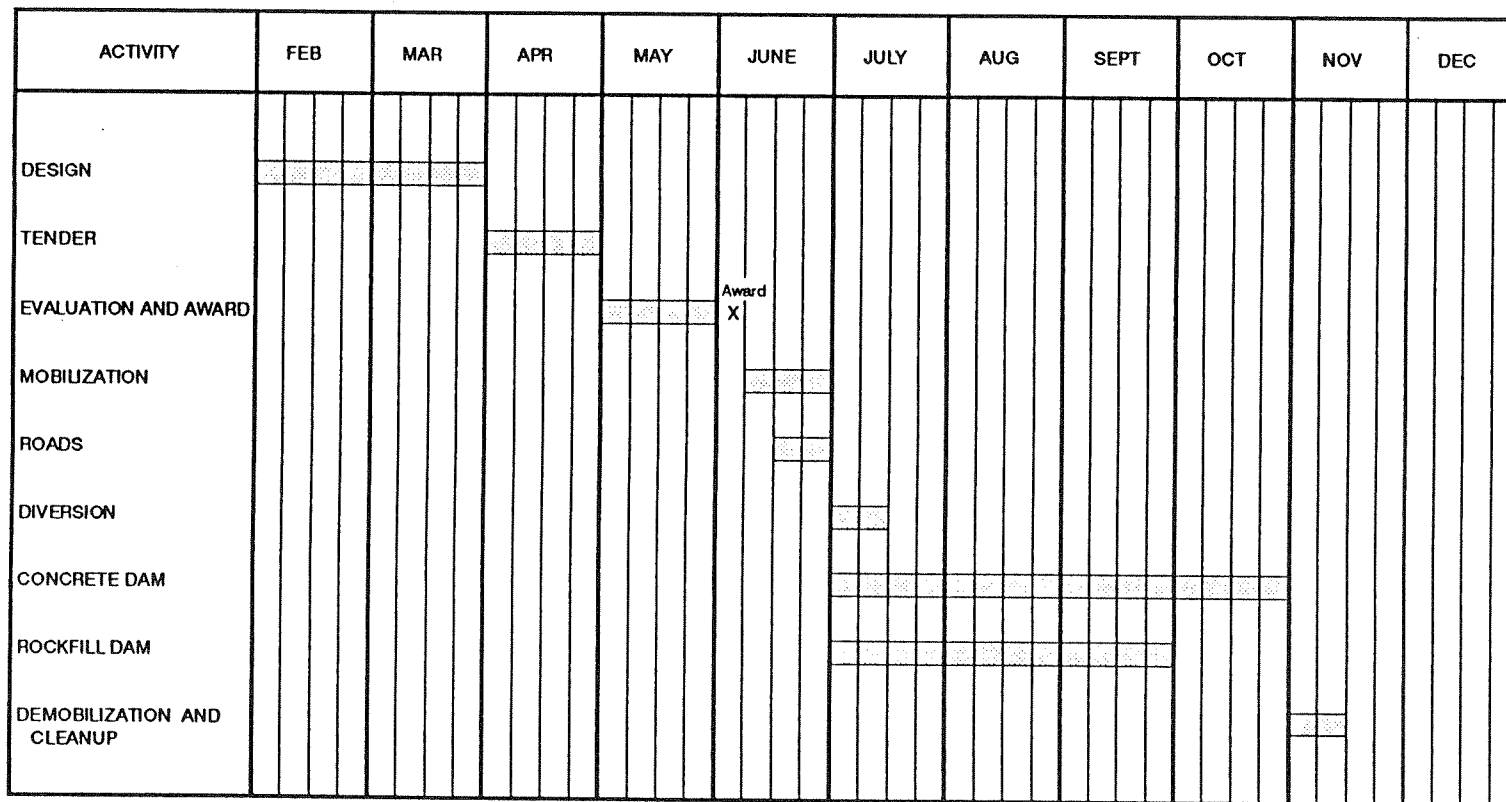 ACTIVITY FEB MAR APR MAY JUNE JULY AUG SEPT OCT NOV DEC
DESIGN
TENDER
Award
EVALUATION AND AWARD X
MOBILIZATION
ROADS
DIVERSION
CONCRETE DAM
ROCKFILL DAM
DEMOBILIZATION AND
CLEANUP